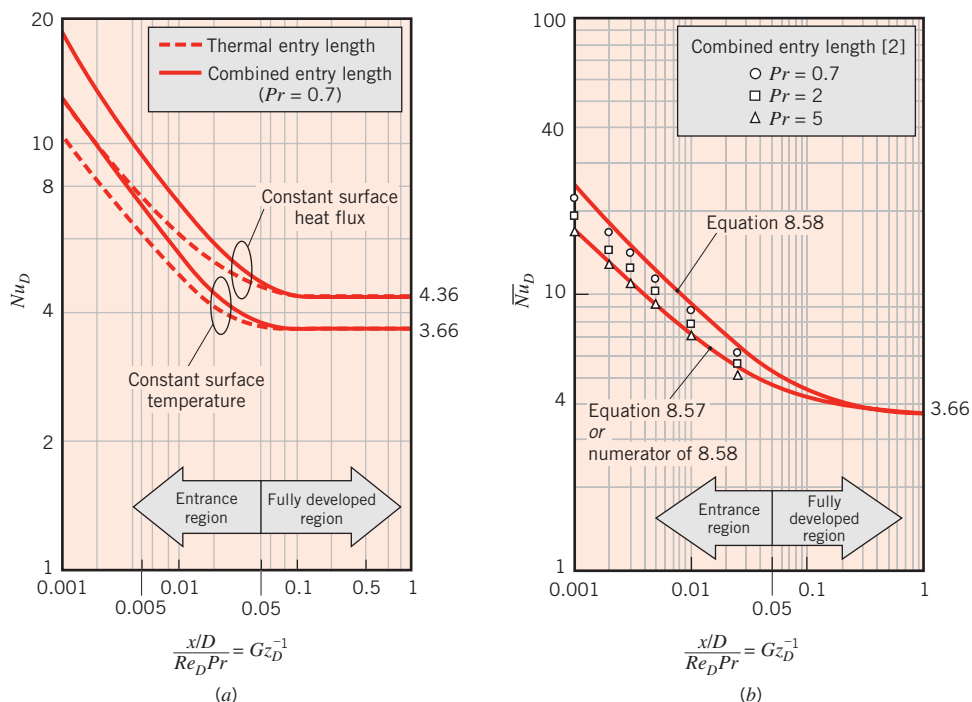 20
10
8
6
4
2
1
Nu_D
Thermal entry length
Combined entry length
(Pr = 0.7)
Constant surface
heat flux
4.36
3.66
Constant surface
temperature
Entrance
region
Fully developed
region
0.001 0.01 0.1 0.5 1
0.005 0.05
x/D
Re_D Pr = Gz_D^-1
(a)
100
40
10
4
1
N̅u̅_D
Combined entry length [2]
Pr = 0.7
Pr = 2
Pr = 5
Equation 8.58
Equation 8.57
or
numerator of 8.58
3.66
Entrance
region
Fully
developed
region
0.001 0.01 0.1 1
0.05
x/D
Re_D Pr = Gz_D^-1
(b)